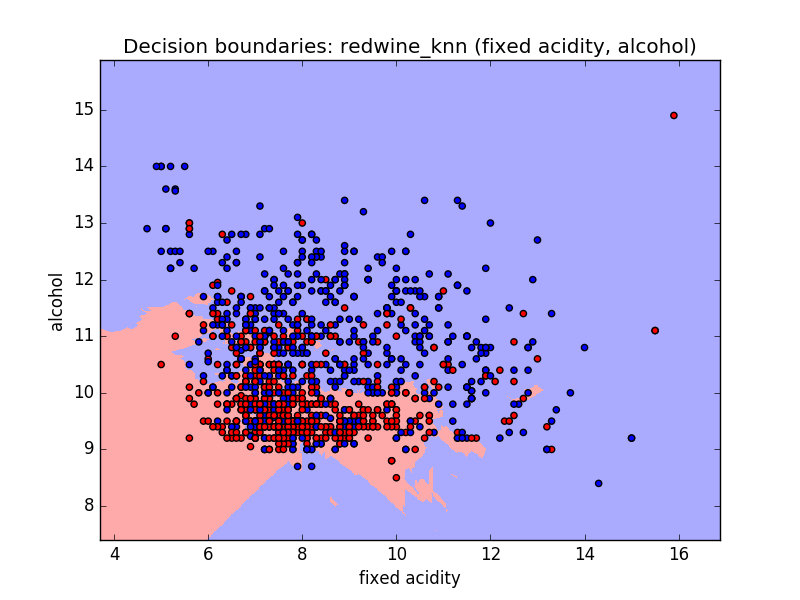 Decision boundaries: redwine_knn (fixed acidity, alcohol)
15
14
13
12
11
10
9
8
alcohol
4 6 8 10 12 14 16
fixed acidity